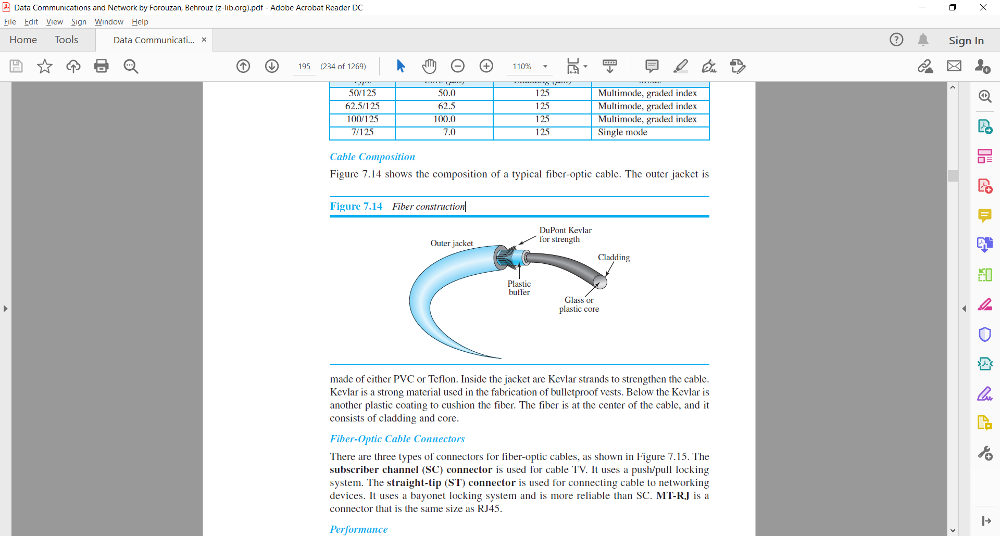 Data Communications and Network by Forouzan, Behrouz (z-lib.org).pdf - Adobe Acrobat Reader DC
File Edit View Sign Window Help
Home Tools Data Communicati... × Sign In
195 (234 of 1269) 110%
Type Core (μm) Cladding (μm) Mode
50/125 50.0 125 Multimode, graded index
62.5/125 62.5 125 Multimode, graded index
100/125 100.0 125 Multimode, graded index
7/125 7.0 125 Single mode
Cable Composition
Figure 7.14 shows the composition of a typical fiber-optic cable. The outer jacket is
Figure 7.14 Fiber construction
DuPont Kevlar
for strength
Outer jacket
Cladding
Plastic
buffer
Glass or
plastic core
made of either PVC or Teflon. Inside the jacket are Kevlar strands to strengthen the cable.
Kevlar is a strong material used in the fabrication of bulletproof vests. Below the Kevlar is
another plastic coating to cushion the fiber. The fiber is at the center of the cable, and it
consists of cladding and core.
Fiber-Optic Cable Connectors
There are three types of connectors for fiber-optic cables, as shown in Figure 7.15. The
subscriber channel (SC) connector is used for cable TV. It uses a push/pull locking
system. The straight-tip (ST) connector is used for connecting cable to networking
devices. It uses a bayonet locking system and is more reliable than SC. MT-RJ is a
connector that is the same size as RJ45.
Performance